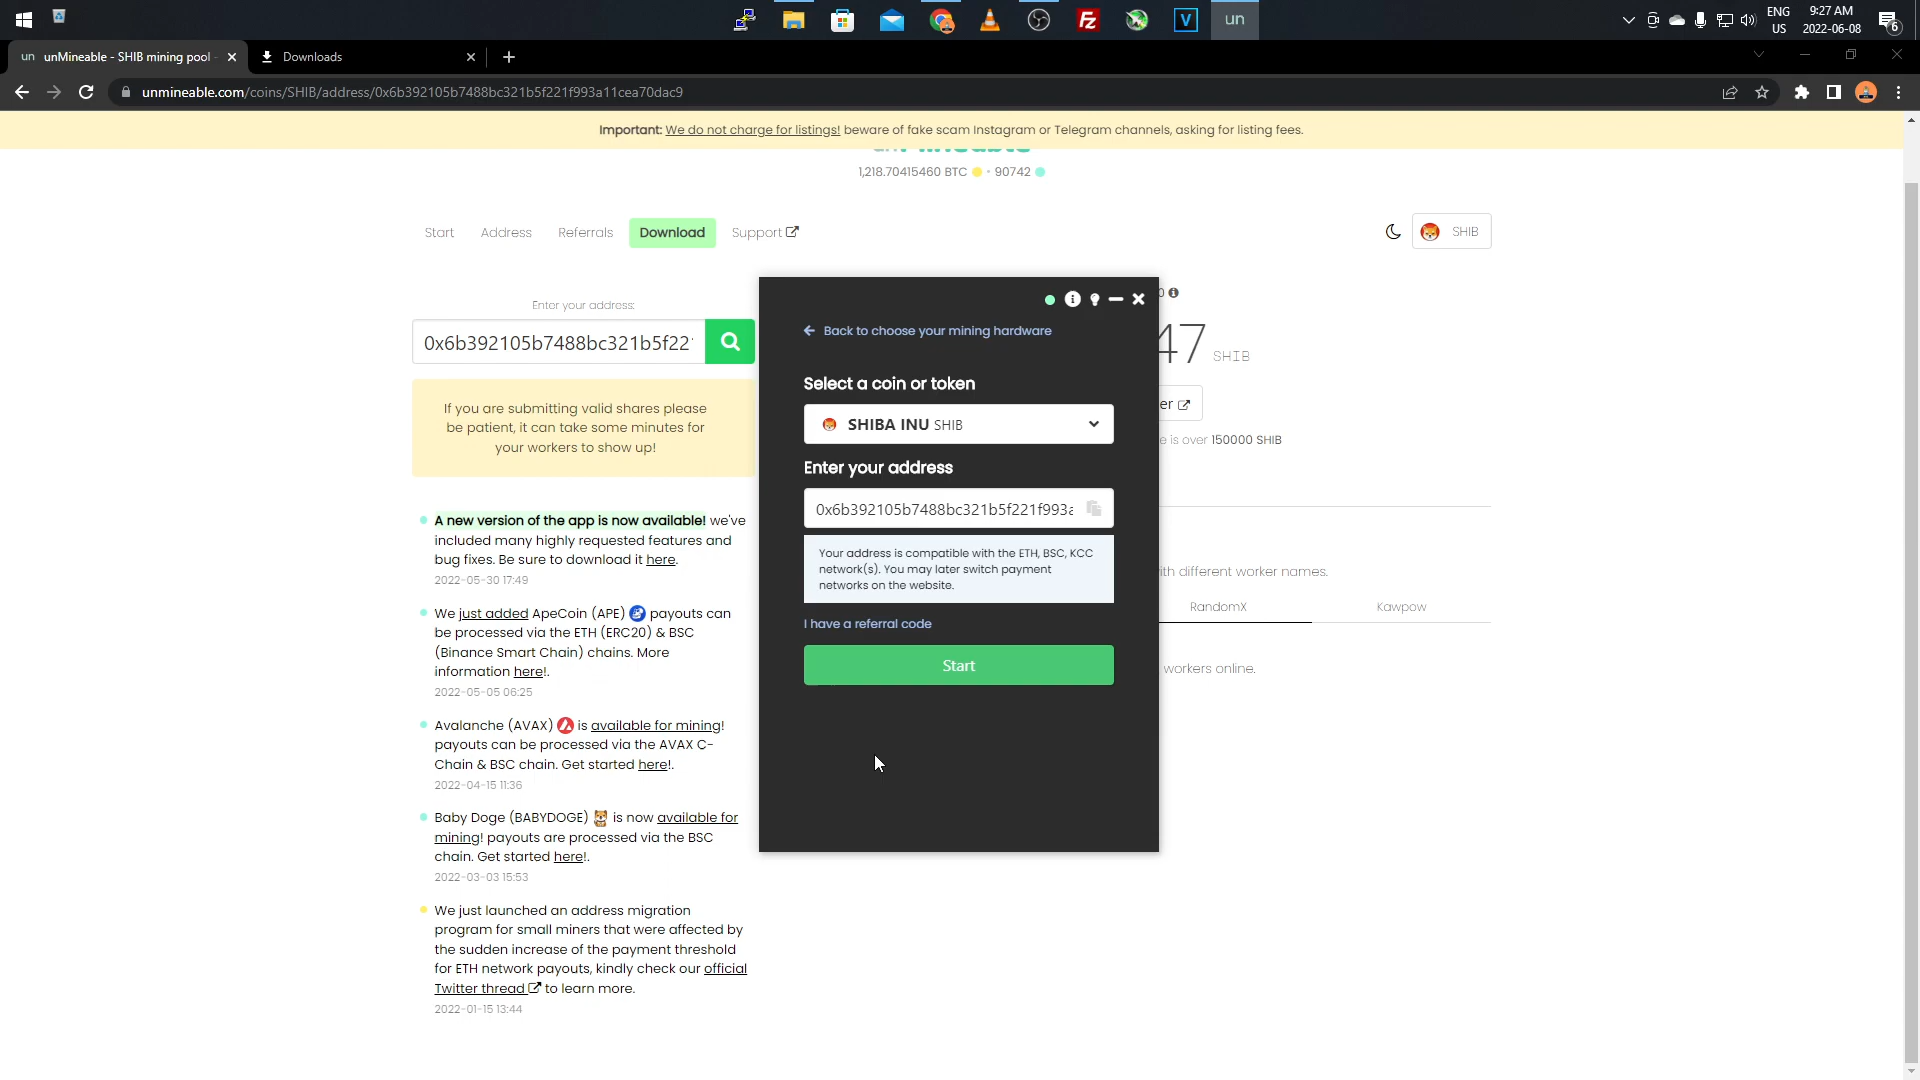 ENG
US
9:27 AM
2022-06-08
6
un
un unMineable - SHIB mining pool
Downloads
unmineable.com/coins/SHIB/address/0x6b392105b7488bc321b5f221f993a11cea70dac9
Important: We do not charge for listings! beware of fake scam Instagram or Telegram channels, asking for listing fees.
1,218.70415460 BTC • 90742
Start
Address
Referrals
Download
Support
SHIB
Enter your address:
0x6b392105b7488bc321b5f22
If you are submitting valid shares please
be patient, it can take some minutes for
your workers to show up!
A new version of the app is now available! we've
included many highly requested features and
bug fixes. Be sure to download it here.
2022-05-30 17:49
We just added ApeCoin (APE) payouts can
be processed via the ETH (ERC20) & BSC
(Binance Smart Chain) chains. More
information here!.
2022-05-05 06:25
Avalanche (AVAX) is available for mining!
payouts can be processed via the AVAX C-
Chain & BSC chain. Get started here!.
2022-04-15 11:36
Baby Doge (BABYDOGE) is now available for
mining! payouts are processed via the BSC
chain. Get started here!.
2022-03-03 15:53
We just launched an address migration
program for small miners that were affected by
the sudden increase of the payment threshold
for ETH network payouts, kindly check our official
Twitter thread to learn more.
2022-01-15 13:44
Back to choose your mining hardware
Select a coin or token
SHIBA INU SHIB
Enter your address
0x6b392105b7488bc321b5f221f993a
Your address is compatible with the ETH, BSC, KCC
network(s). You may later switch payment
networks on the website.
I have a referral code
Start
47 SHIB
er
e is over 150000 SHIB
ith different worker names.
RandomX
Kawpow
workers online.